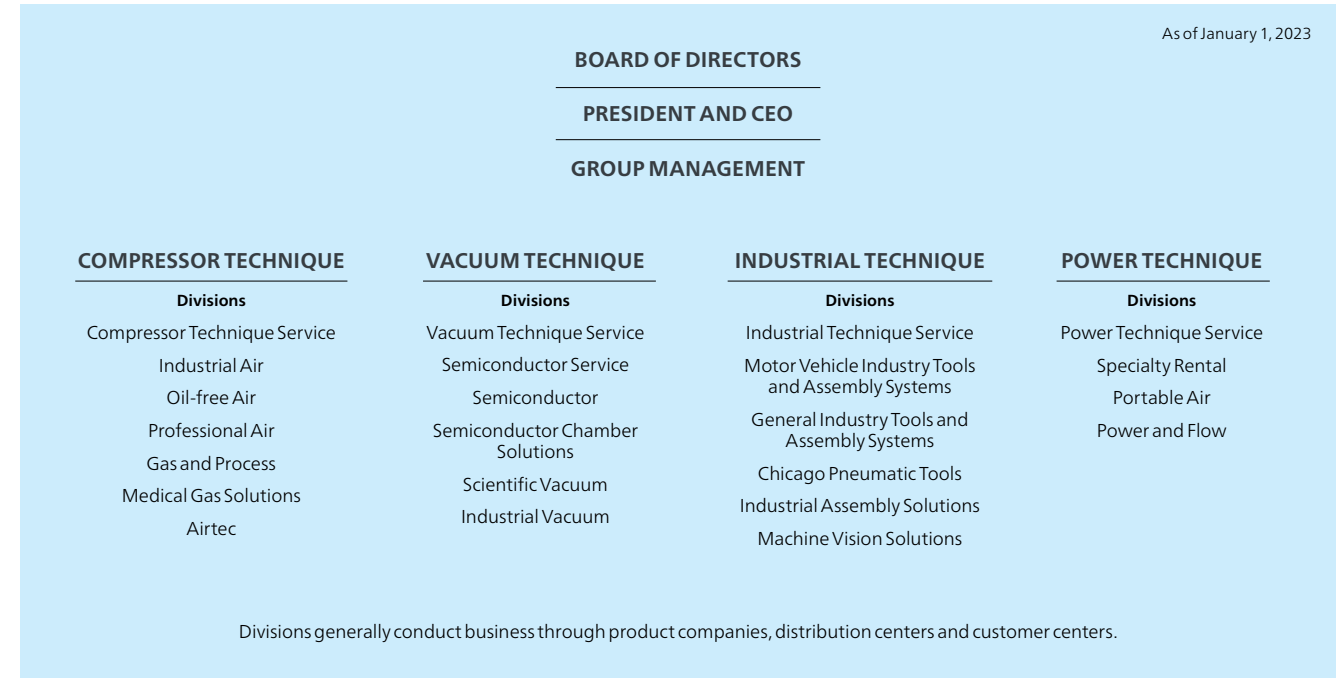 As of January 1, 2023
BOARD OF DIRECTORS
PRESIDENT AND CEO
GROUP MANAGEMENT
COMPRESSOR TECHNIQUE
Divisions
Compressor Technique Service
Industrial Air
Oil-free Air
Professional Air
Gas and Process
Medical Gas Solutions
Airtec
VACUUM TECHNIQUE
Divisions
Vacuum Technique Service
Semiconductor Service
Semiconductor
Semiconductor Chamber
Solutions
Scientific Vacuum
Industrial Vacuum
INDUSTRIAL TECHNIQUE
Divisions
Industrial Technique Service
Motor Vehicle Industry Tools
and Assembly Systems
General Industry Tools and
Assembly Systems
Chicago Pneumatic Tools
Industrial Assembly Solutions
Machine Vision Solutions
POWER TECHNIQUE
Divisions
Power Technique Service
Specialty Rental
Portable Air
Power and Flow
Divisions generally conduct business through product companies, distribution centers and customer centers.